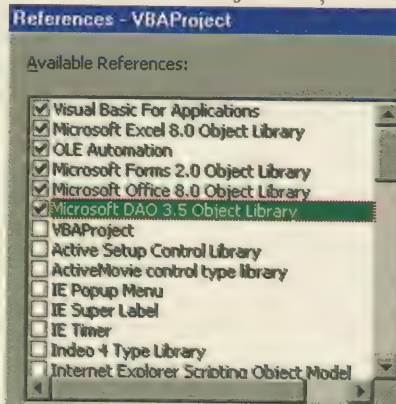 References - VBAProject
Available References:
Visual Basic For Applications
Microsoft Excel 8.0 Object Library
OLE Automation
Microsoft Forms 2.0 Object Library
Microsoft Office 8.0 Object Library
Microsoft DAO 3.5 Object Library
VBAProject
Active Setup Control Library
ActiveMovie control type library
IE Popup Menu
IE Super Label
IE Timer
Indeo 4 Type Library
Internet Explorer Scripting Object Model